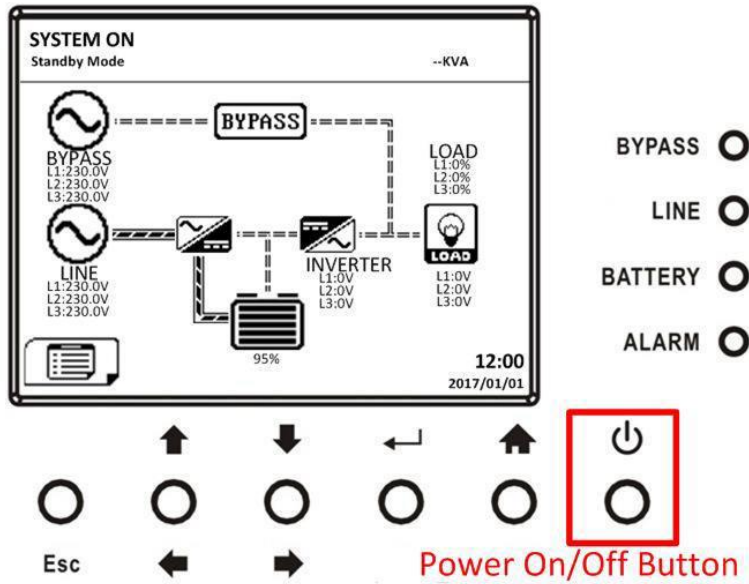 SYSTEM ON
Standby Mode
--KVA
BYPASS
BYPASS
L1:230.0V
L2:230.0V
L3:230.0V
LOAD
L1:0%
L2:0%
L3:0%
LINE
L1:230.0V
L2:230.0V
L3:230.0V
INVERTER
L1:0V
L2:0V
L3:0V
LOAD
L1:0V
L2:0V
L3:0V
95%
12:00
2017/01/01
BYPASS
LINE
BATTERY
ALARM
Esc
Power On/Off Button